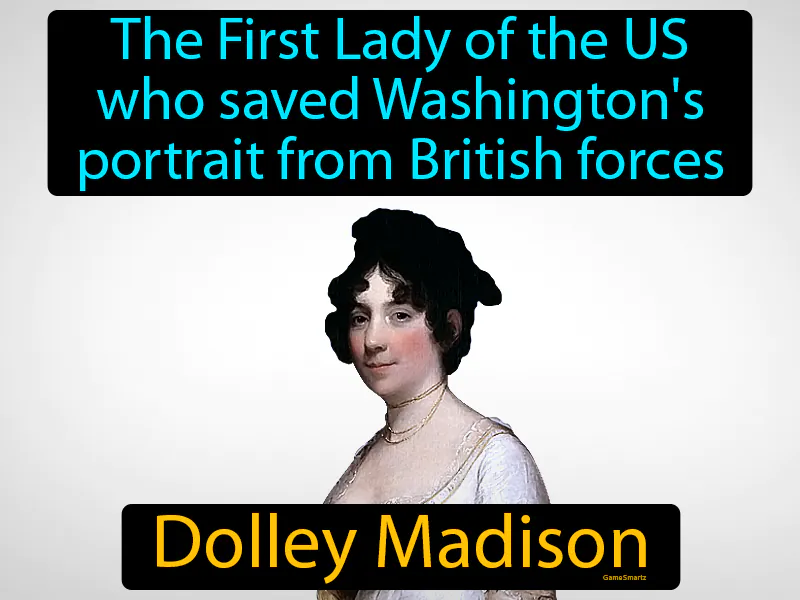 The First Lady of the US
who saved Washington's
portrait from British forces
Dolley Madison
GameSmartz